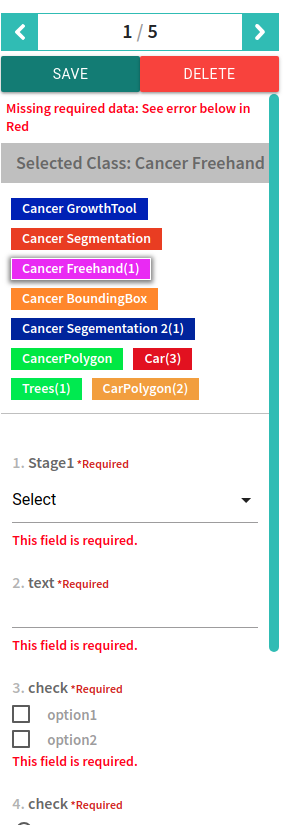 1 / 5
SAVE DELETE
Missing required data: See error below in
Red
Selected Class: Cancer Freehand
Cancer GrowthTool
Cancer Segmentation
Cancer Freehand(1)
Cancer BoundingBox
Cancer Segementation 2(1)
CancerPolygon Car(3)
Trees(1) CarPolygon(2)
1. Stage1 *Required
Select
This field is required.
2. text *Required
This field is required.
3. check *Required
option1
option2
This field is required.
4. check *Required